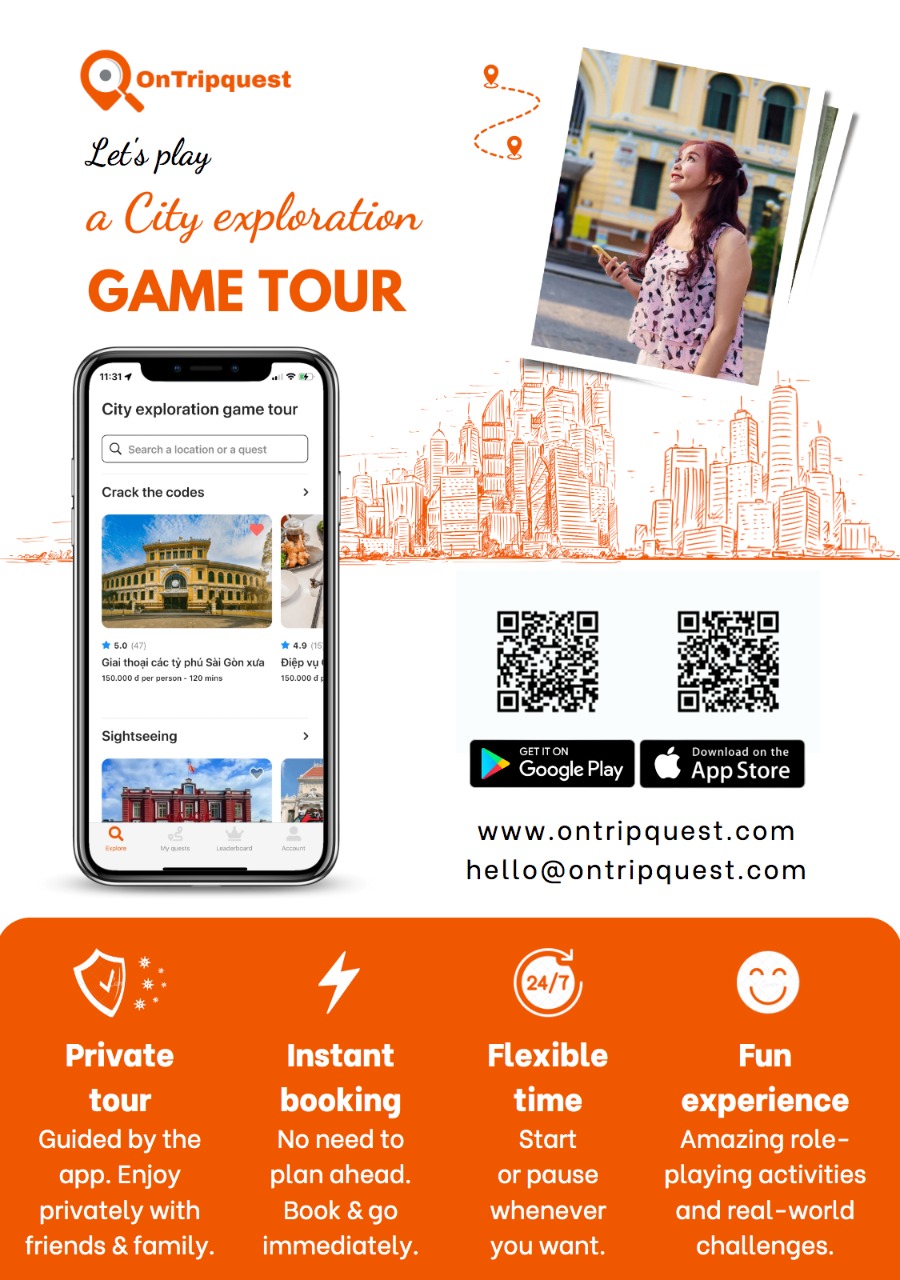 OnTripquest
Let's play
a City exploration
GAME TOUR
11:31
City exploration game tour
Search a location or a quest
Crack the codes
5.0 (47)
Giai thoại các tỷ phú Sài Gòn xưa
150.000 đ per person - 120 mins
4.9 (15
Điệp vụ
150.000 đ p
Sightseeing
Explore
My quests
Leaderboard
Account
GET IT ON
Google Play
Download on the
App Store
www.ontripquest.com
hello@ontripquest.com
Private
tour
Guided by the
app. Enjoy
privately with
friends & family.
Instant
booking
No need to
plan ahead.
Book & go
immediately.
24/7
Flexible
time
Start
or pause
whenever
you want.
Fun
experience
Amazing role-
playing activities
and real-world
challenges.